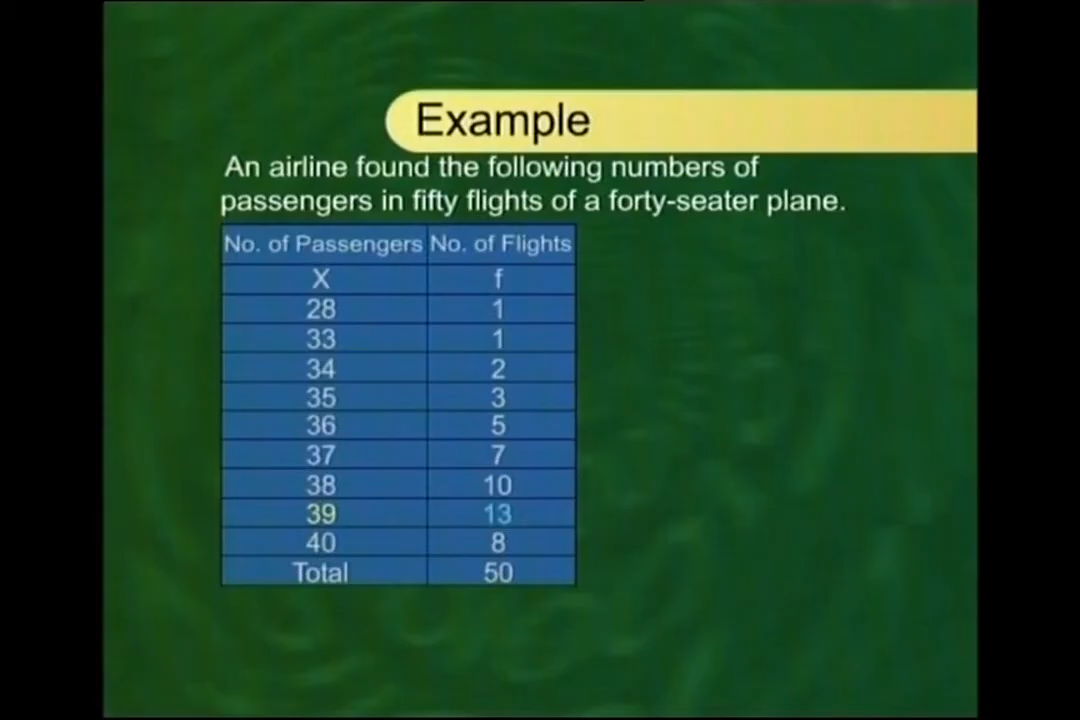 Example
An airline found the following numbers of
passengers in fifty flights of a forty-seater plane.
No. of Passengers No. of Flights
X f
28 1
33 1
34 2
35 3
36 5
37 7
38 10
39 13
40 8
Total 50